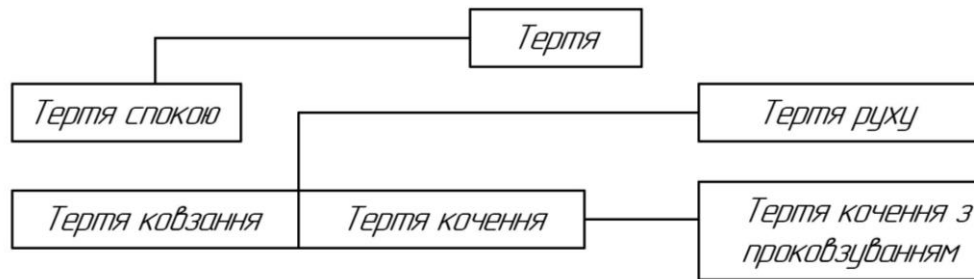 Тертя
Тертя спокою
Тертя руху
Тертя ковзання
Тертя кочення
Тертя кочення з
проковзуванням